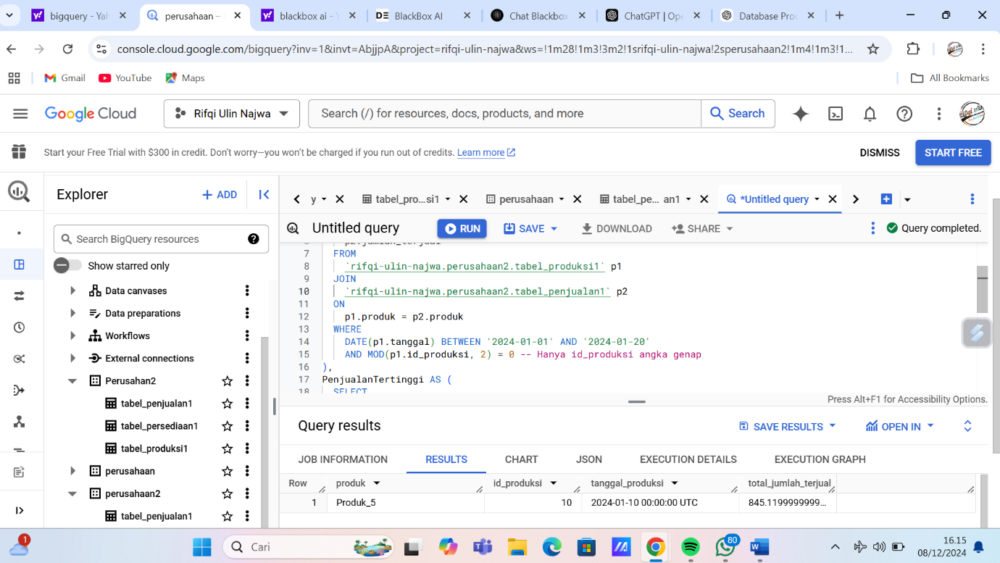 bigquery - Yah
perusahaan –
blackbox ai - Y
DE BlackBox AI
Chat Blackbox
ChatGPT | Ope
Database Prod
console.cloud.google.com/bigquery?inv=1&invt=AbjjpA&project=rifqi-ulin-najwa&ws=!1m28!1m3!3m2!1srifqi-ulin-najwa!2sperusahaan2!1m4!1m3!1...
Gmail YouTube Maps All Bookmarks
Google Cloud Rifqi Ulin Najwa Search (/) for resources, docs, products, and more Search
Start your Free Trial with $300 in credit. Don't worry—you won't be charged if you run out of credits. Learn more DISMISS START FREE
Explorer + ADD
Search BigQuery resources
Show starred only
Data canvases
Data preparations
Workflows
External connections
Perusahan2
tabel_penjualan1
tabel_persediaan1
tabel_produksi1
perusahaan
perusahaan2
tabel_penjualan1
y tabel_pro...si1 perusahaan tabel_pe... an1 *Untitled query
Untitled query RUN SAVE DOWNLOAD SHARE Query completed.
7 FROM
8 `rifqi-ulin-najwa.perusahaan2.tabel_produksi1` p1
9 JOIN
10 `rifqi-ulin-najwa.perusahaan2.tabel_penjualan1` p2
11 ON
12 p1.produk = p2.produk
13 WHERE
14 DATE(p1.tanggal) BETWEEN '2024-01-01' AND '2024-01-20'
15 AND MOD(p1.id_produksi, 2) = 0 -- Hanya id_produksi angka genap
16 ),
17 PenjualanTertinggi AS (
18 SELECT
Press Alt+F1 for Accessibility Options.
Query results SAVE RESULTS OPEN IN
JOB INFORMATION RESULTS CHART JSON EXECUTION DETAILS EXECUTION GRAPH
Row produk id_produksi tanggal_produksi total_jumlah_terjual
1 Produk_5 10 2024-01-10 00:00:00 UTC 845.1199999999...
1 Cari 80 16.15
08/12/2024